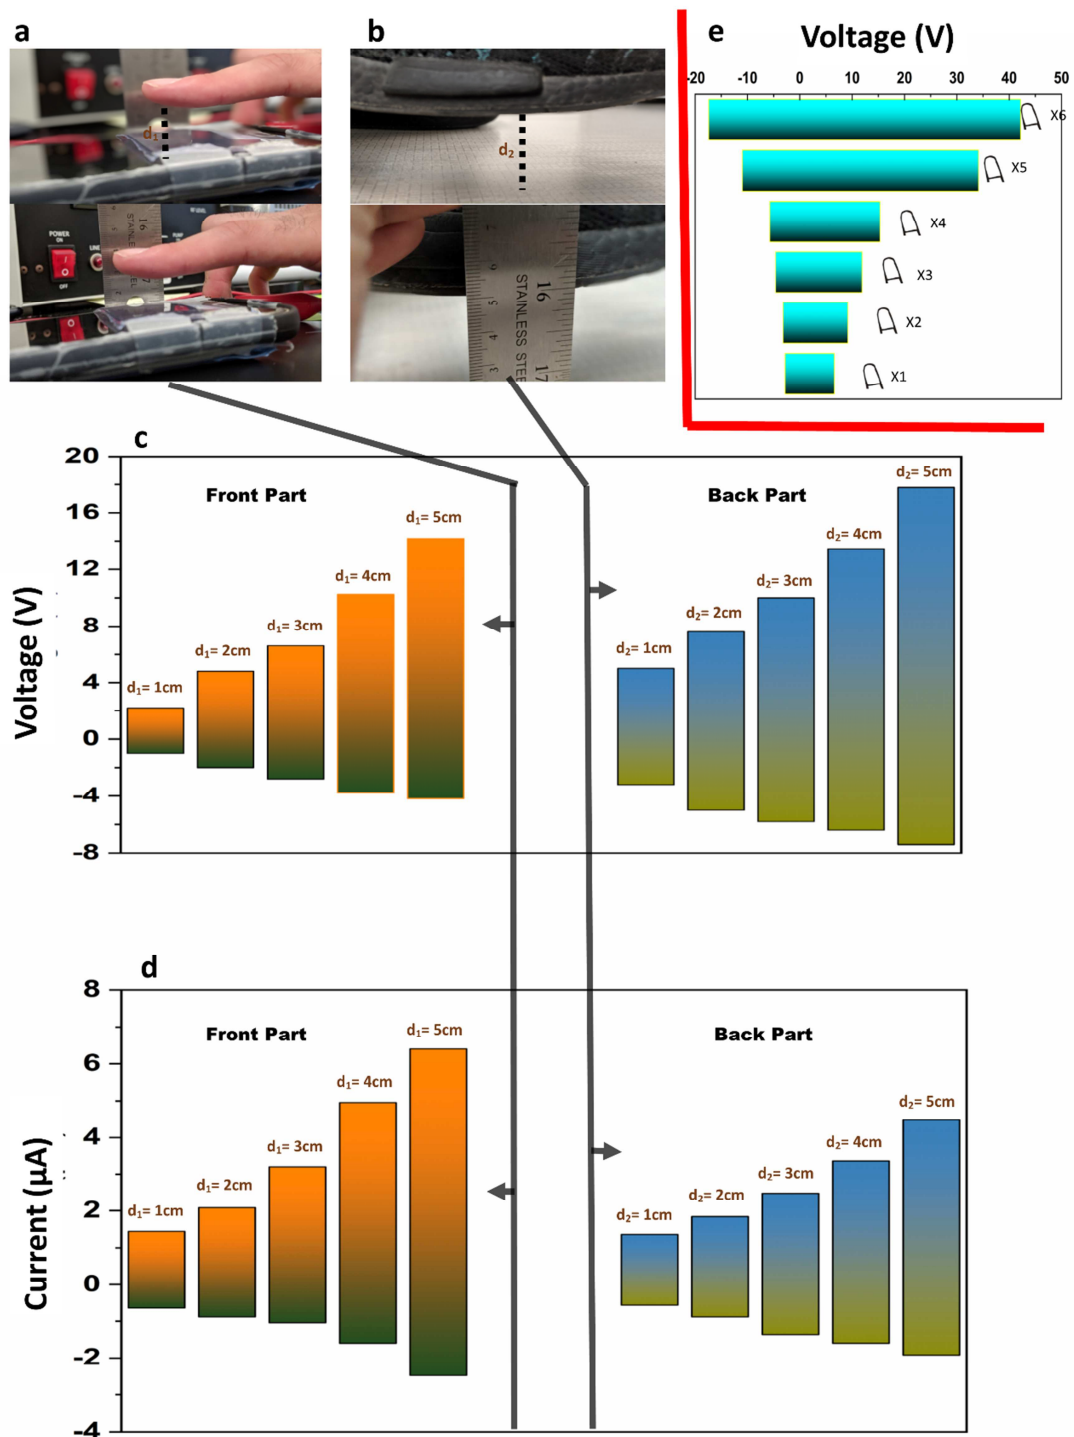 a
b
e
Voltage (V)
-20 -10 0 10 20 30 40 50
X6
X5
X4
X3
X2
X1
d₁
d₂
POWER
ON
LINE
OFF
16
STAINLESS STEE
17
c
20
16
12
8
4
0
-4
-8
Voltage (V)
Front Part
d₁= 1cm
d₁= 2cm
d₁= 3cm
d₁= 4cm
d₁= 5cm
Back Part
d₂= 1cm
d₂= 2cm
d₂= 3cm
d₂= 4cm
d₂= 5cm
d
8
6
4
2
0
-2
-4
Current (µA)
Front Part
d₁= 1cm
d₁= 2cm
d₁= 3cm
d₁= 4cm
d₁= 5cm
Back Part
d₂= 1cm
d₂= 2cm
d₂= 3cm
d₂= 4cm
d₂= 5cm